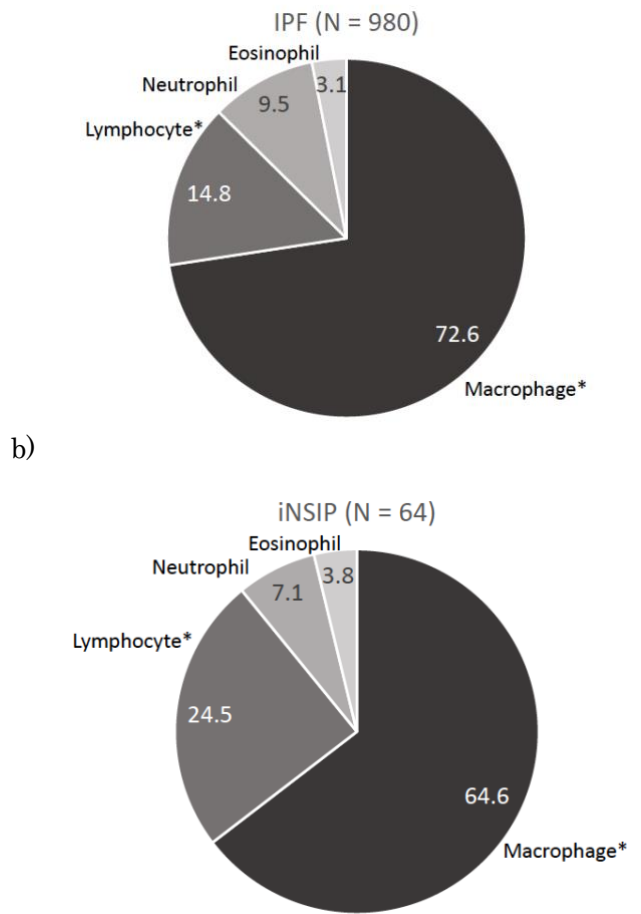 IPF (N = 980)
Eosinophil
Neutrophil
3.1
9.5
Lymphocyte*
14.8
72.6
Macrophage*
b)
iNSIP (N = 64)
Eosinophil
Neutrophil
3.8
7.1
Lymphocyte*
24.5
64.6
Macrophage*